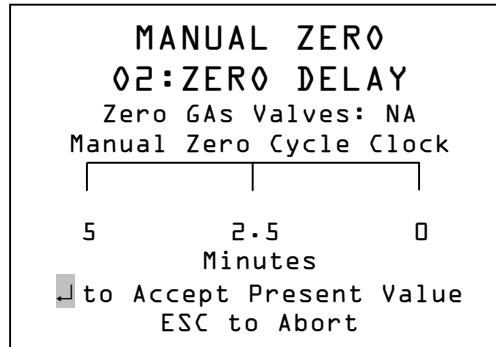 MANUAL ZERO
02:ZERO DELAY
Zero GAs Valves: NA
Manual Zero Cycle Clock
5 2.5 0
Minutes
↵ to Accept Present Value
ESC to Abort